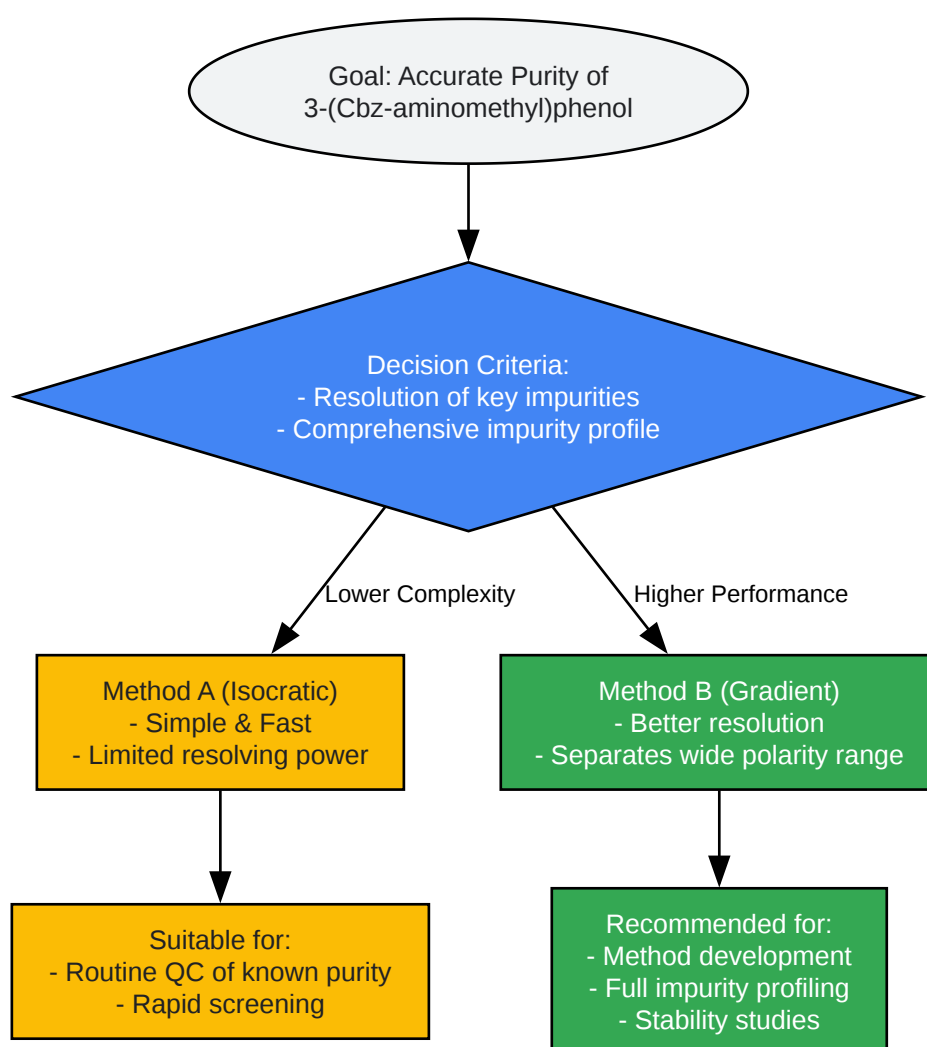 Goal: Accurate Purity of
3-(Cbz-aminomethyl)phenol
Decision Criteria:
- Resolution of key impurities
- Comprehensive impurity profile
Lower Complexity
Higher Performance
Method A (Isocratic)
- Simple & Fast
- Limited resolving power
Method B (Gradient)
- Better resolution
- Separates wide polarity range
Suitable for:
- Routine QC of known purity
- Rapid screening
Recommended for:
- Method development
- Full impurity profiling
- Stability studies